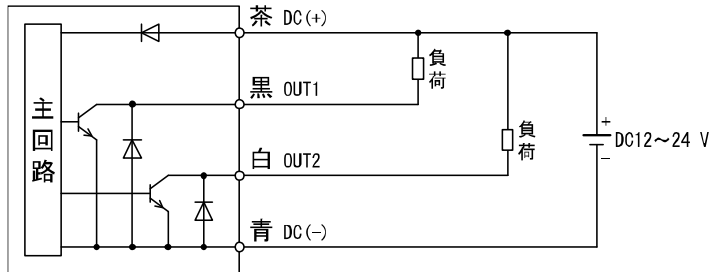 茶 DC(+)
主回路
黒 OUT1
負荷
白 OUT2
負荷
+
DC12～24 V
−
青 DC(−)